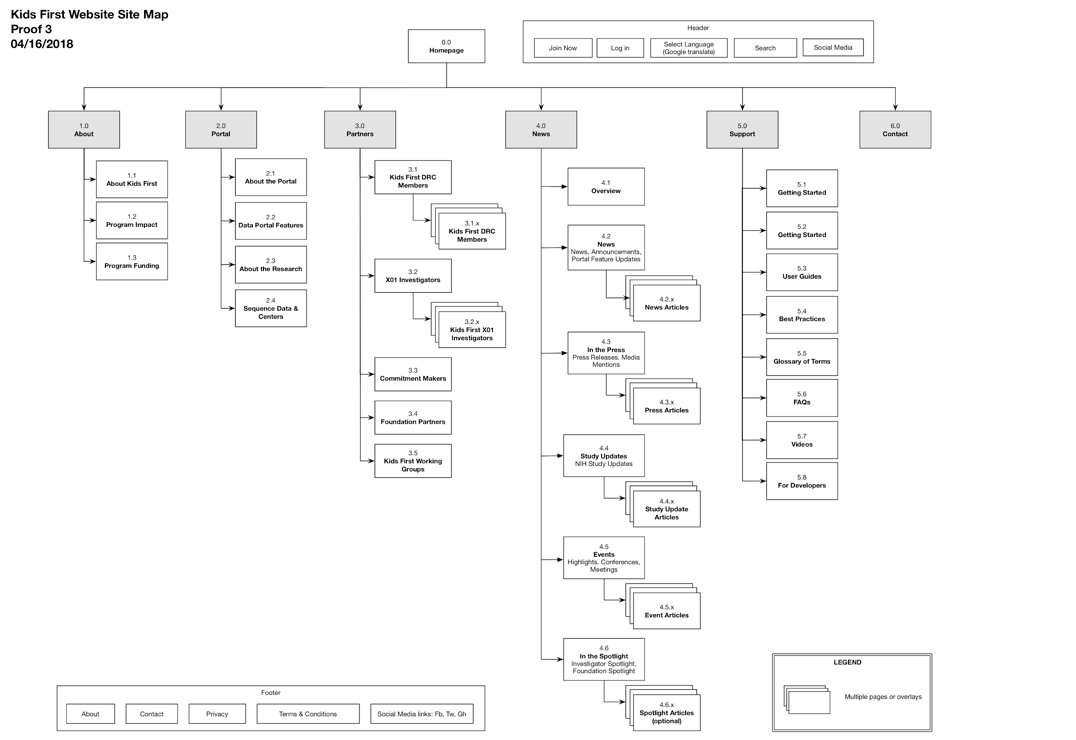 Kids First Website Site Map
Proof 3
04/16/2018
0.0
Homepage
Header
Join Now
Log in
Select Language
(Google translate)
Search
Social Media
1.0
About
2.0
Portal
3.0
Partners
4.0
News
5.0
Support
6.0
Contact
1.1
About Kids First
1.2
Program Impact
1.3
Program Funding
2.1
About the Portal
2.2
Data Portal Features
2.3
About the Research
2.4
Sequence Data &
Centers
3.1
Kids First DRC
Members
3.1.x
Kids First DRC
Members
3.2
X01 Investigators
3.2.x
Kids First X01
Investigators
3.3
Commitment Makers
3.4
Foundation Partners
3.5
Kids First Working
Groups
4.1
Overview
4.2
News
News, Announcements,
Portal Feature Updates
4.2.x
News Articles
4.3
In the Press
Press Releases, Media
Mentions
4.3.x
Press Articles
4.4
Study Updates
NIH Study Updates
4.4.x
Study Update
Articles
4.5
Events
Highlights, Conferences,
Meetings
4.5.x
Event Articles
4.6
In the Spotlight
Investigator Spotlight,
Foundation Spotlight
4.6.x
Spotlight Articles
(optional)
5.1
Getting Started
5.2
Getting Started
5.3
User Guides
5.4
Best Practices
5.5
Glossary of Terms
5.6
FAQs
5.7
Videos
5.8
For Developers
Footer
About
Contact
Privacy
Terms & Conditions
Social Media links: Fb, Tw, Gh
LEGEND
Multiple pages or overlays